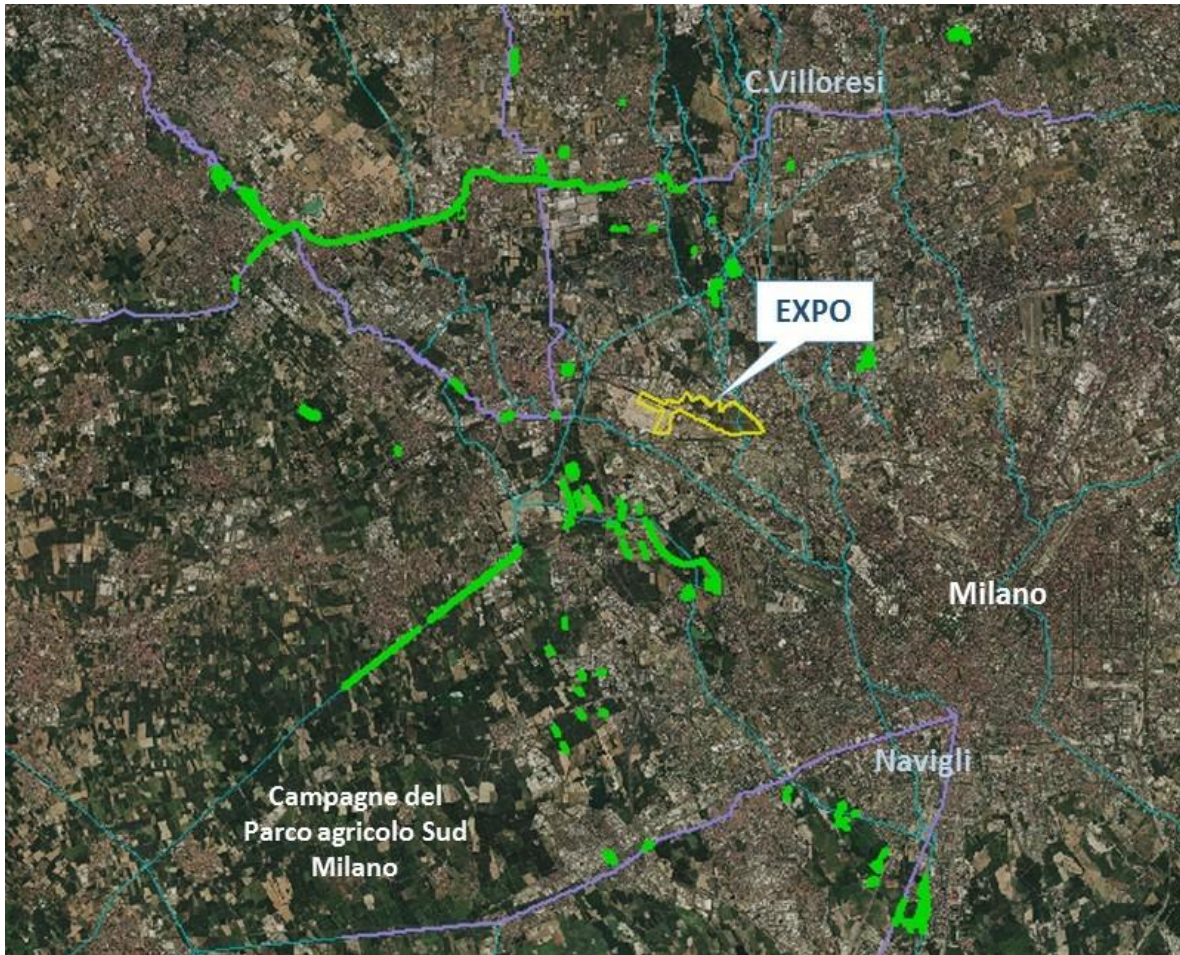 C.Villoresi
EXPO
Milano
Navigli
Campagne del
Parco agricolo Sud
Milano